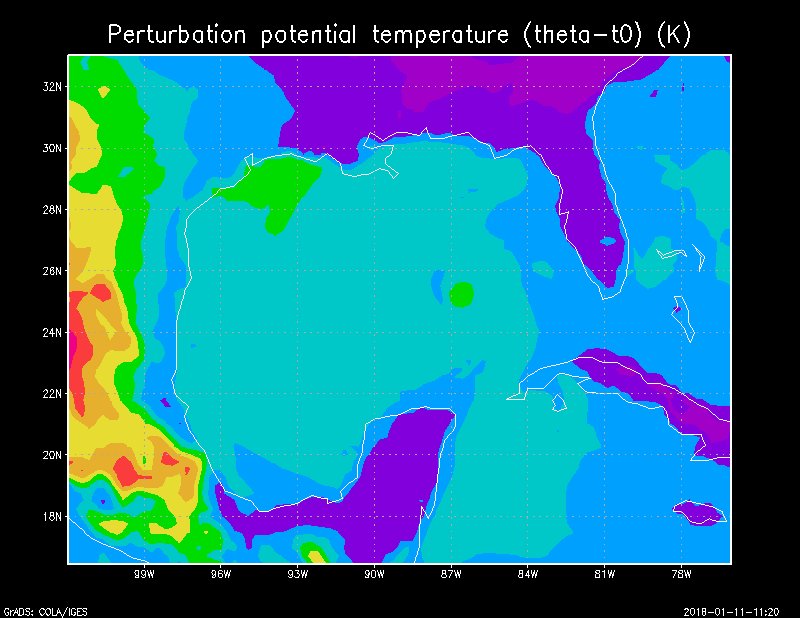 Perturbation potential temperature (theta-t0) (K)
32N
30N
28N
26N
24N
22N
20N
18N
99W 96W 93W 90W 87W 84W 81W 78W
GrADS: COLA/IGES 2018-01-11-11:20